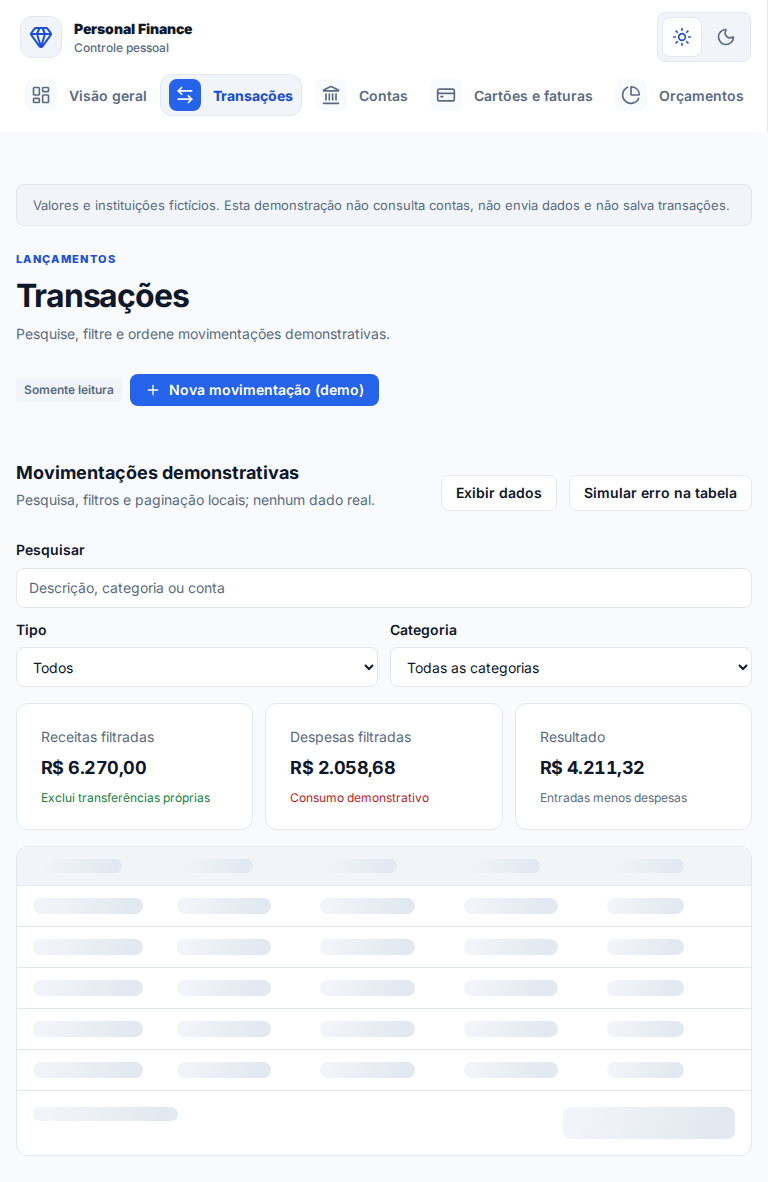 Personal Finance
Controle pessoal
Visão geral
Transações
Contas
Cartões e faturas
Orçamentos
Valores e instituições fictícios. Esta demonstração não consulta contas, não envia dados e não salva transações.
LANÇAMENTOS
Transações
Pesquise, filtre e ordene movimentações demonstrativas.
Somente leitura
Nova movimentação (demo)
Movimentações demonstrativas
Pesquisa, filtros e paginação locais; nenhum dado real.
Exibir dados
Simular erro na tabela
Pesquisar
Descrição, categoria ou conta
Tipo
Categoria
Todos
Todas as categorias
Receitas filtradas
R$ 6.270,00
Exclui transferências próprias
Despesas filtradas
R$ 2.058,68
Consumo demonstrativo
Resultado
R$ 4.211,32
Entradas menos despesas